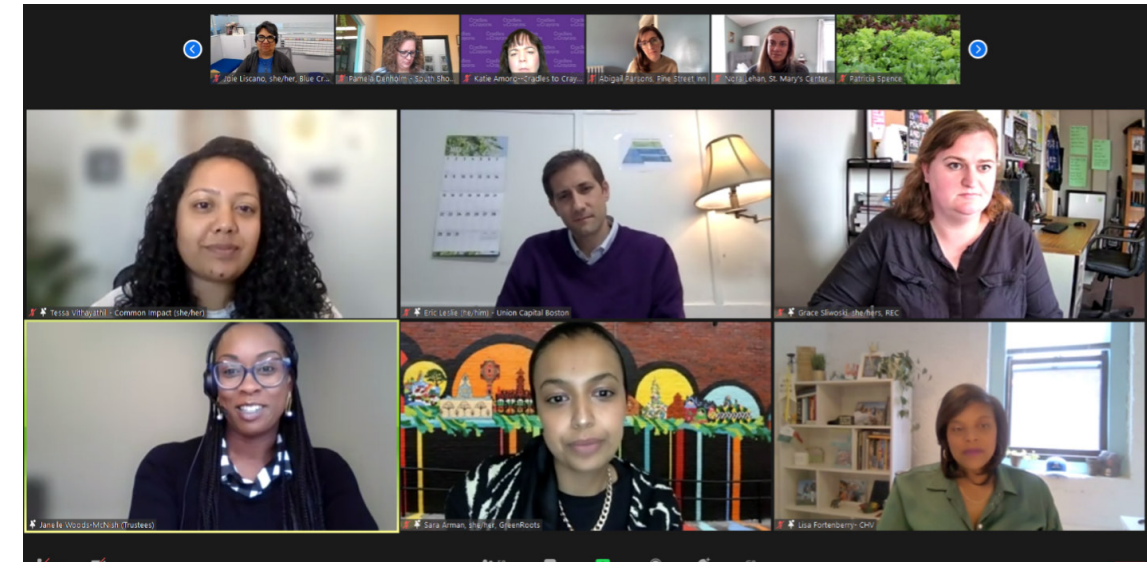 Joie Liscano, she/her, Blue Cr...
Pamela Denholm - South Sho...
Katie Amoro--Cradles to Cray...
Abigail Parsons, Pine Street Inn
Nora Lehan, St. Mary's Center...
Patricia Spence
Tessa Vithayathil - Common Impact (she/her)
Eric Leslie (he/him) - Union Capital Boston
Grace Sliwoski, she/hers, REC
Janelle Woods-McNish (Trustees)
Sara Arman, she/her, GreenRoots
Lisa Fortenberry- CHV